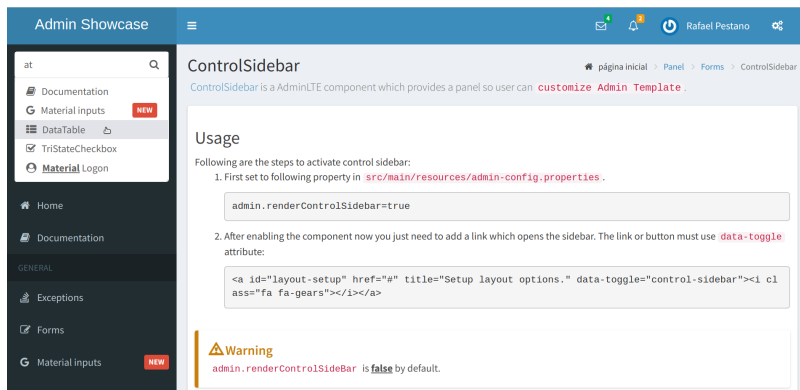 Admin Showcase
4
3
Rafael Pestano
at
Documentation
Material inputs NEW
DataTable
TriStateCheckbox
Material Logon
Home
Documentation
GENERAL
Exceptions
Forms
Material inputs NEW
ControlSidebar
página inicial > Panel > Forms > ControlSidebar
ControlSidebar is a AdminLTE component which provides a panel so user can customize Admin Template .
Usage
Following are the steps to activate control sidebar:
1. First set to following property in src/main/resources/admin-config.properties .
admin.renderControlSidebar=true
2. After enabling the component now you just need to add a link which opens the sidebar. The link or button must use data-toggle
attribute:
<a id="layout-setup" href="#" title="Setup layout options." data-toggle="control-sidebar"><i cl
ass="fa fa-gears"></i></a>
Warning
admin.renderControlSideBar is false by default.